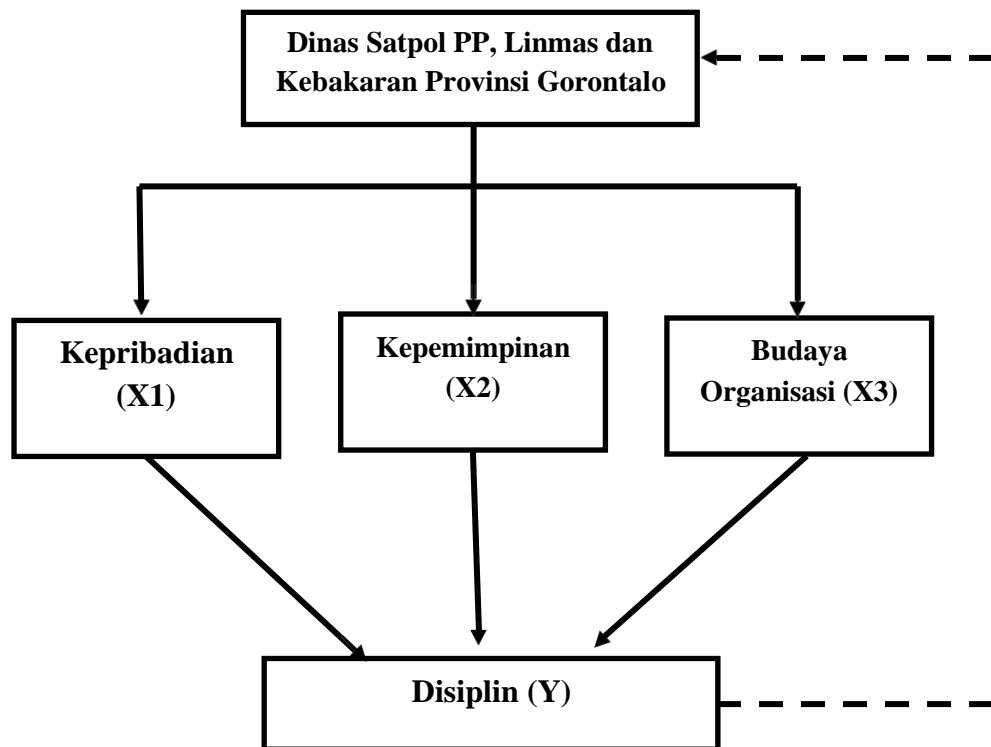 Dinas Satpol PP, Linmas dan
Kebakaran Provinsi Gorontalo
Kepribadian
(X1)
Kepemimpinan
(X2)
Budaya
Organisasi (X3)
Disiplin (Y)